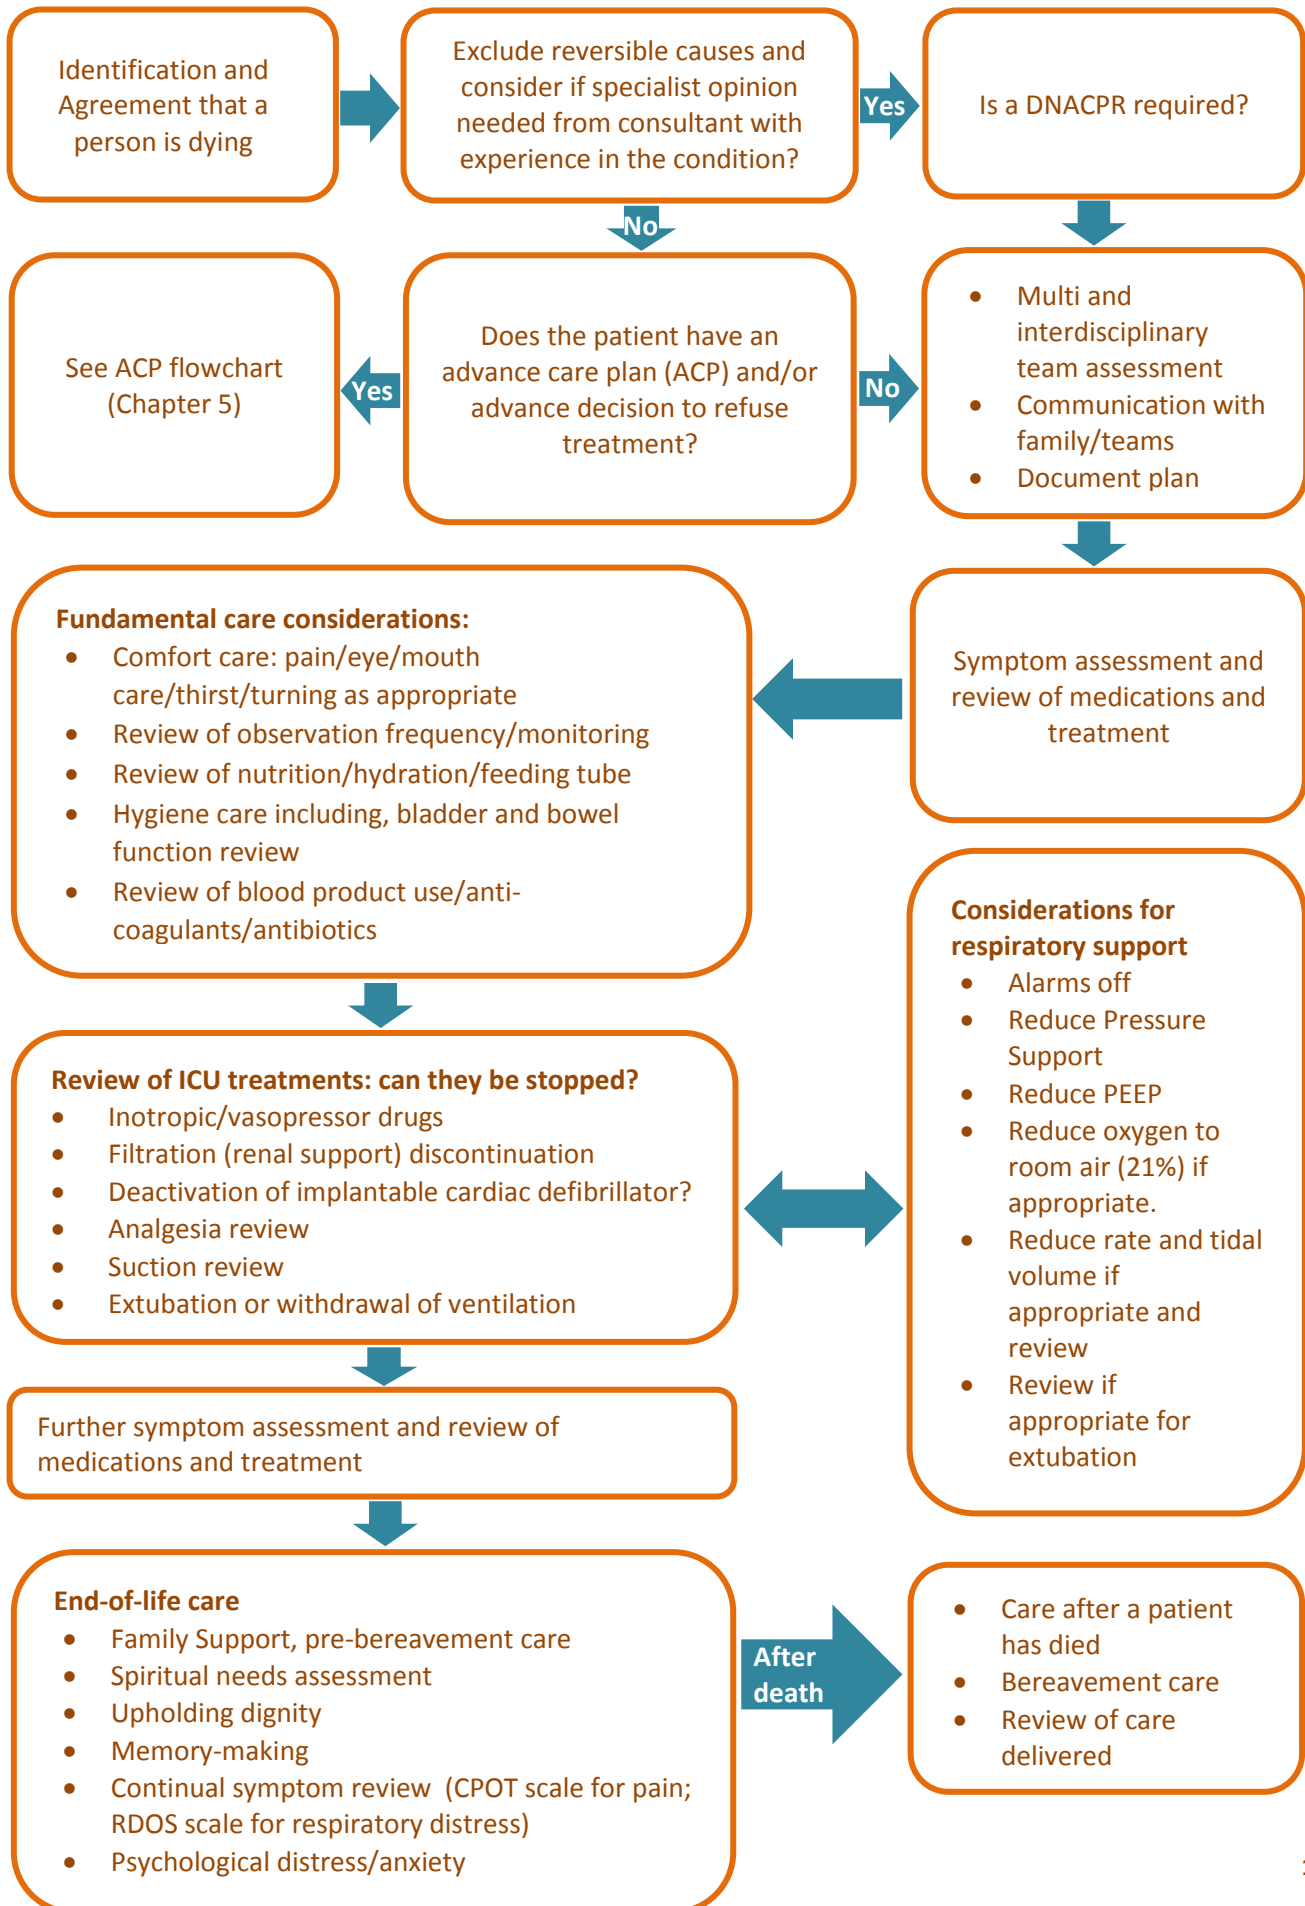 Identification and
Agreement that a
person is dying
Exclude reversible causes and
consider if specialist opinion
needed from consultant with
experience in the condition?
Yes
Is a DNACPR required?
No
See ACP flowchart
(Chapter 5)
Yes
Does the patient have an
advance care plan (ACP) and/or
advance decision to refuse
treatment?
No
• Multi and
interdisciplinary
team assessment
• Communication with
family/teams
• Document plan
Symptom assessment and
review of medications and
treatment
Fundamental care considerations:
• Comfort care: pain/eye/mouth
care/thirst/turning as appropriate
• Review of observation frequency/monitoring
• Review of nutrition/hydration/feeding tube
• Hygiene care including, bladder and bowel
function review
• Review of blood product use/anti-
coagulants/antibiotics
Review of ICU treatments: can they be stopped?
• Inotropic/vasopressor drugs
• Filtration (renal support) discontinuation
• Deactivation of implantable cardiac defibrillator?
• Analgesia review
• Suction review
• Extubation or withdrawal of ventilation
Considerations for
respiratory support
• Alarms off
• Reduce Pressure
Support
• Reduce PEEP
• Reduce oxygen to
room air (21%) if
appropriate.
• Reduce rate and tidal
volume if
appropriate and
review
• Review if
appropriate for
extubation
Further symptom assessment and review of
medications and treatment
End-of-life care
• Family Support, pre-bereavement care
• Spiritual needs assessment
• Upholding dignity
• Memory-making
• Continual symptom review (CPOT scale for pain;
RDOS scale for respiratory distress)
• Psychological distress/anxiety
After
death
• Care after a patient
has died
• Bereavement care
• Review of care
delivered